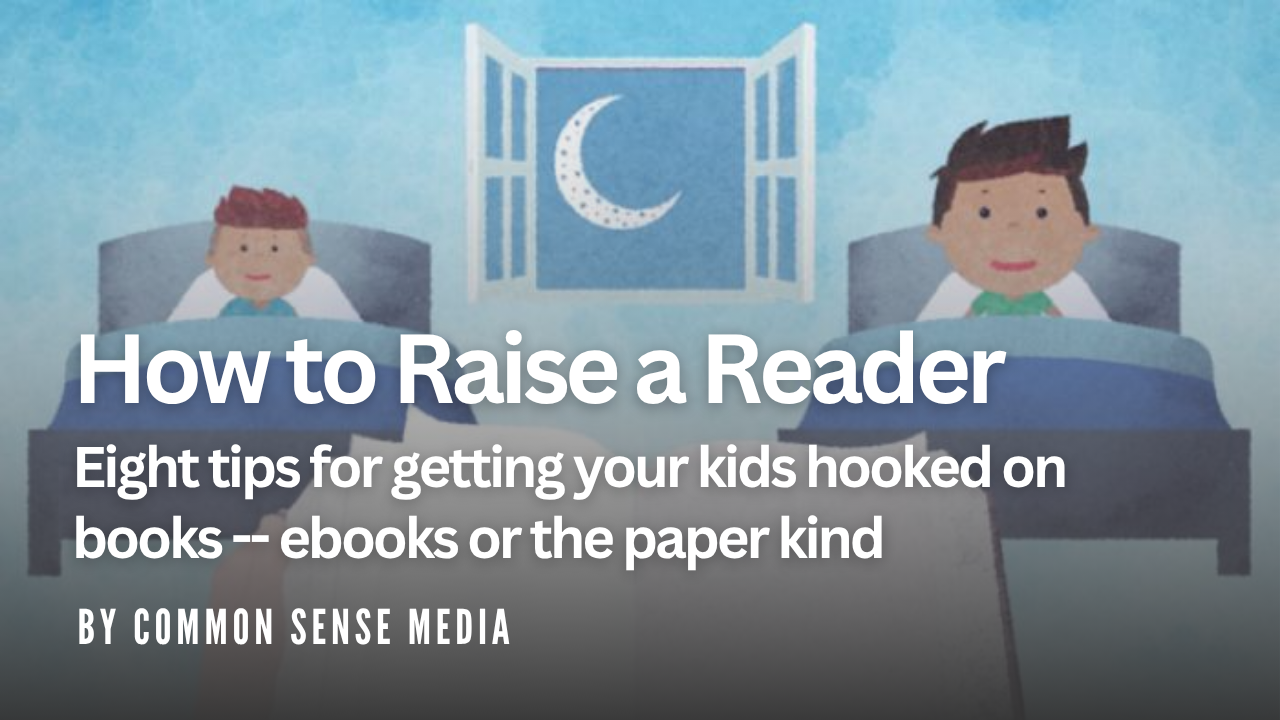 How to Raise a Reader
Eight tips for getting your kids hooked on
books -- ebooks or the paper kind
BY COMMON SENSE MEDIA